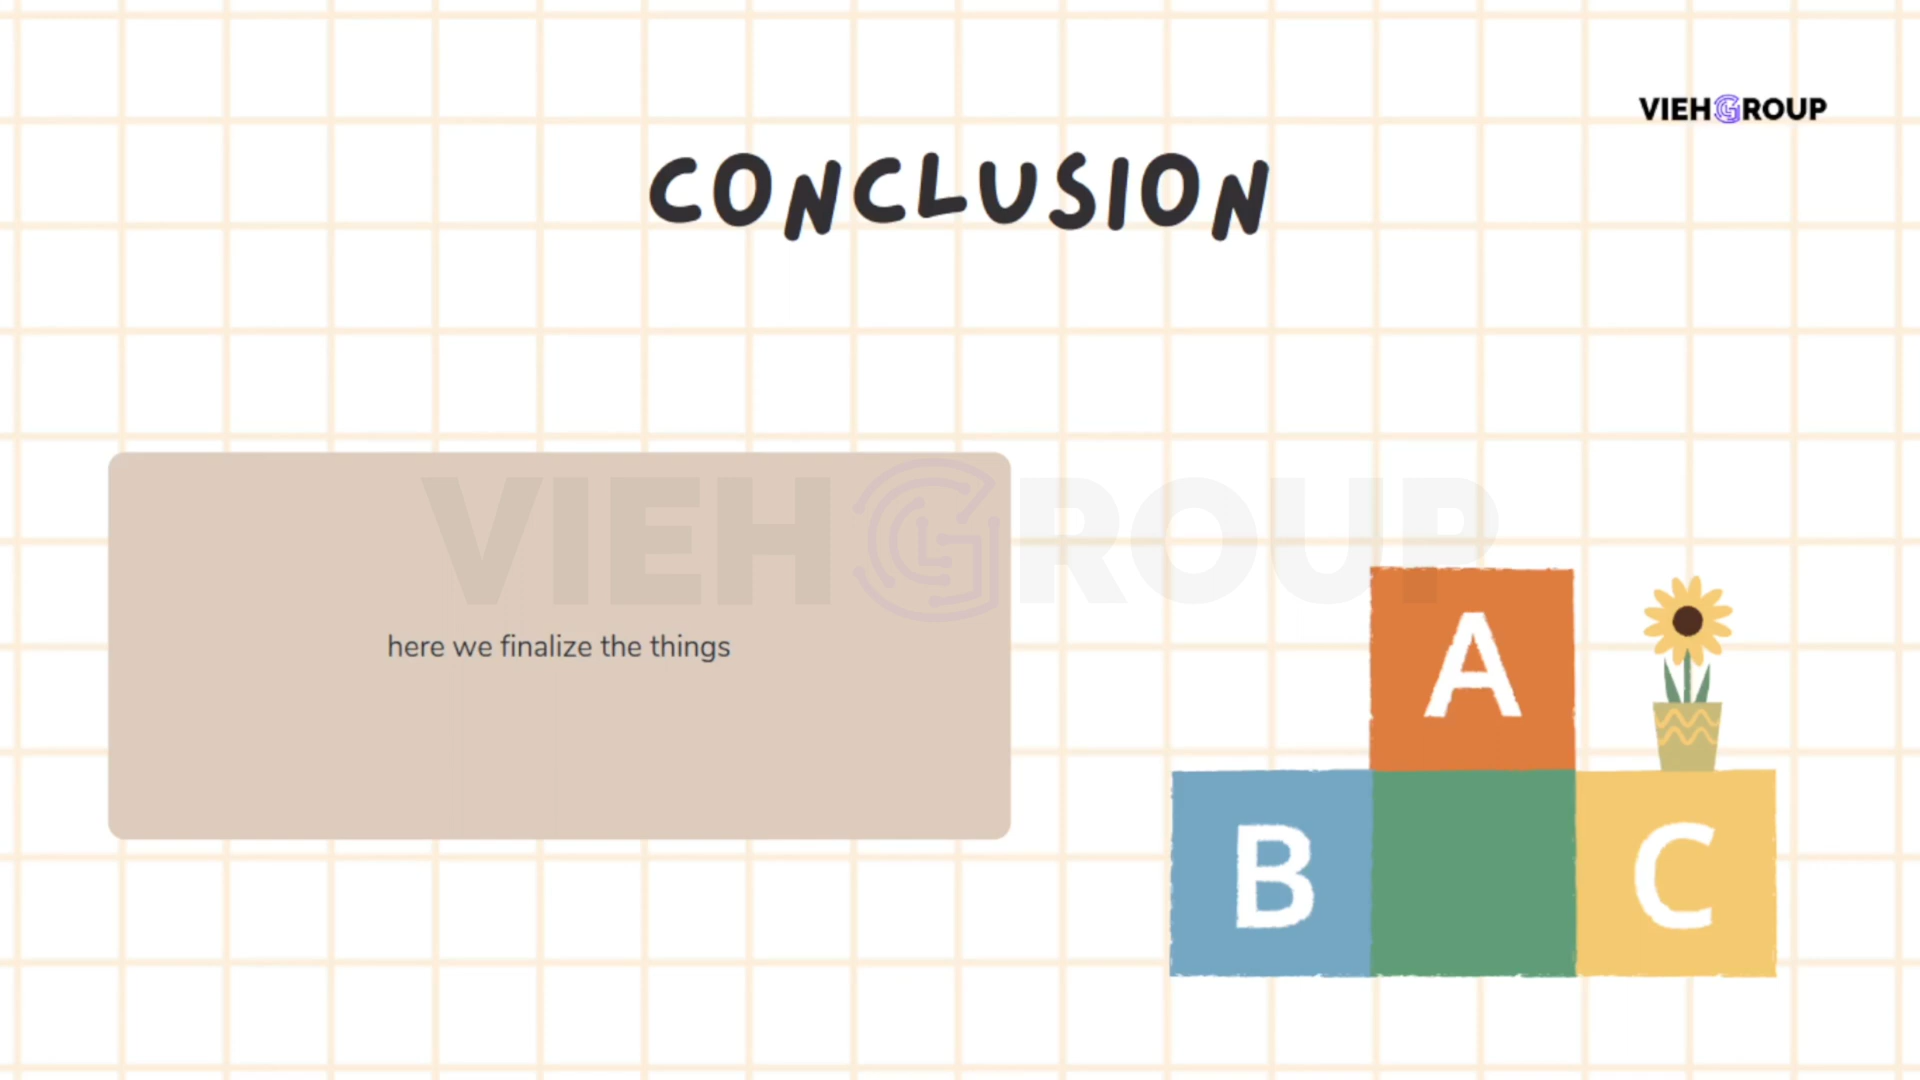 VIEHGROUP
CONCLUSION
VIEHGROUP
here we finalize the things
A
B C